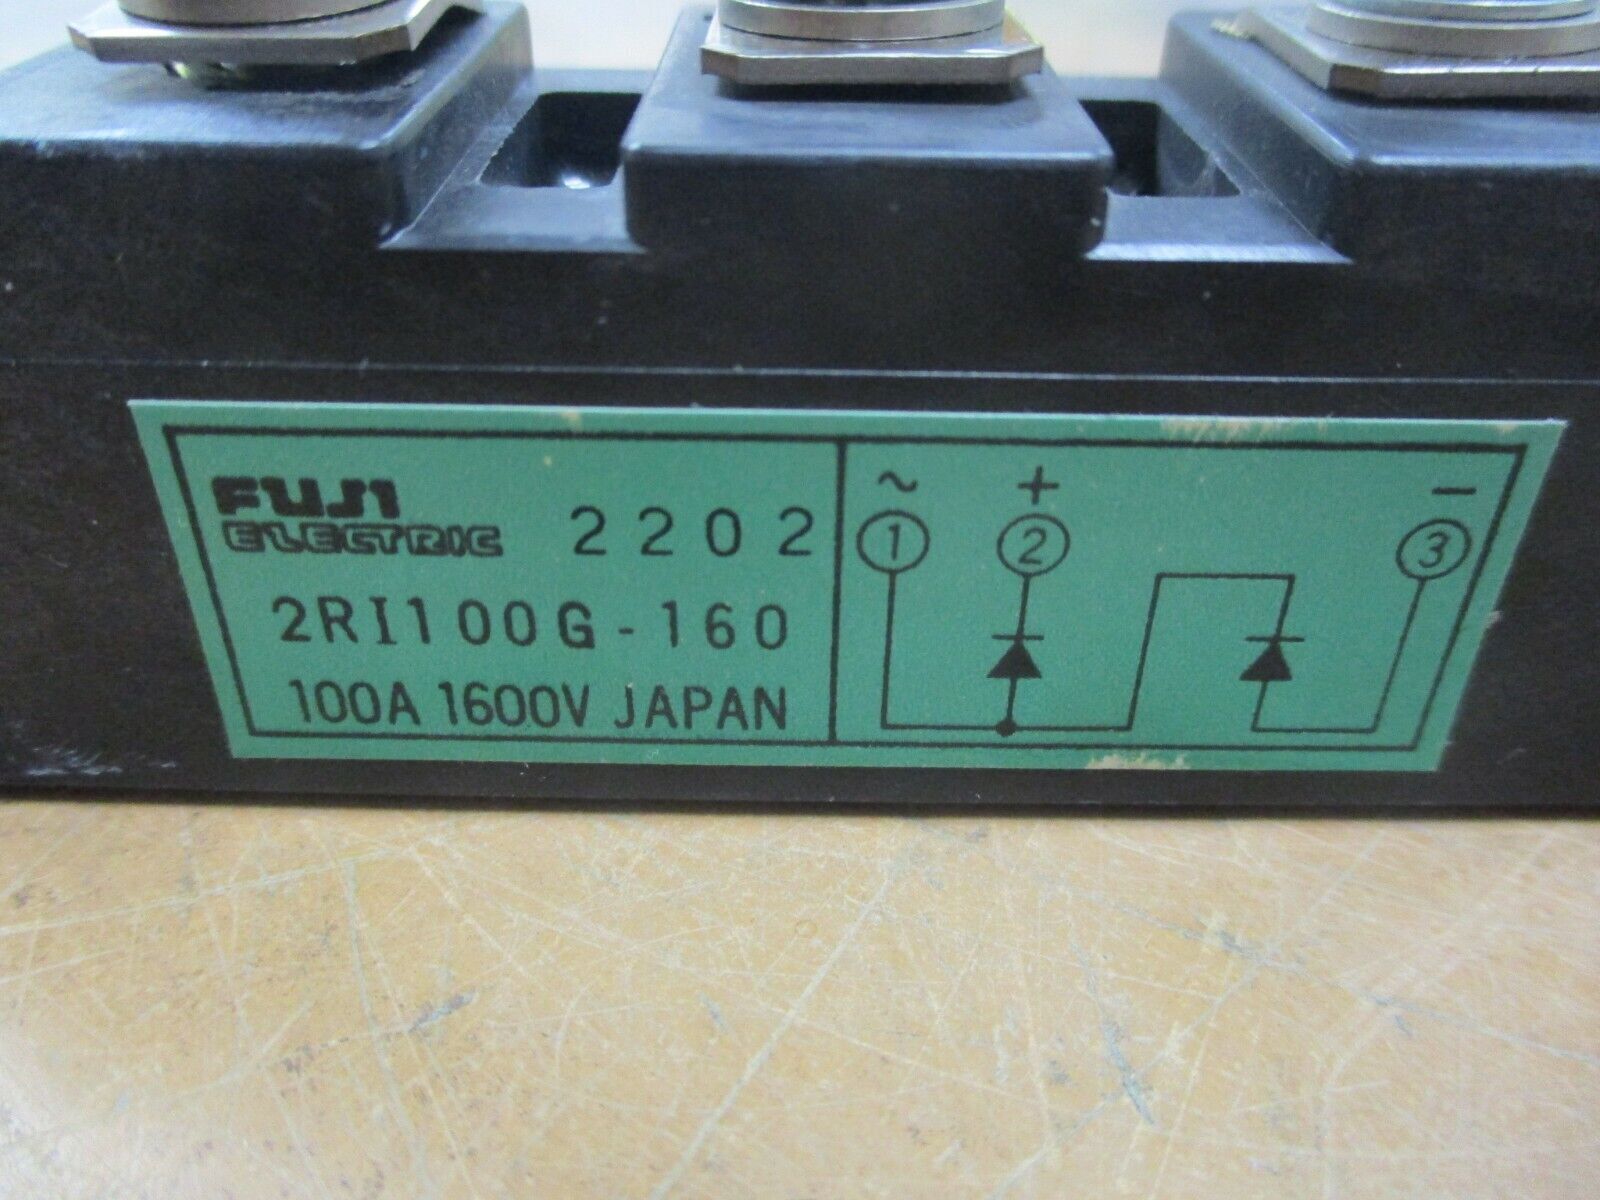 FUJI
ELECTRIC 2202
2RI100G-160
100A 1600V JAPAN
~ + -
1 2 3